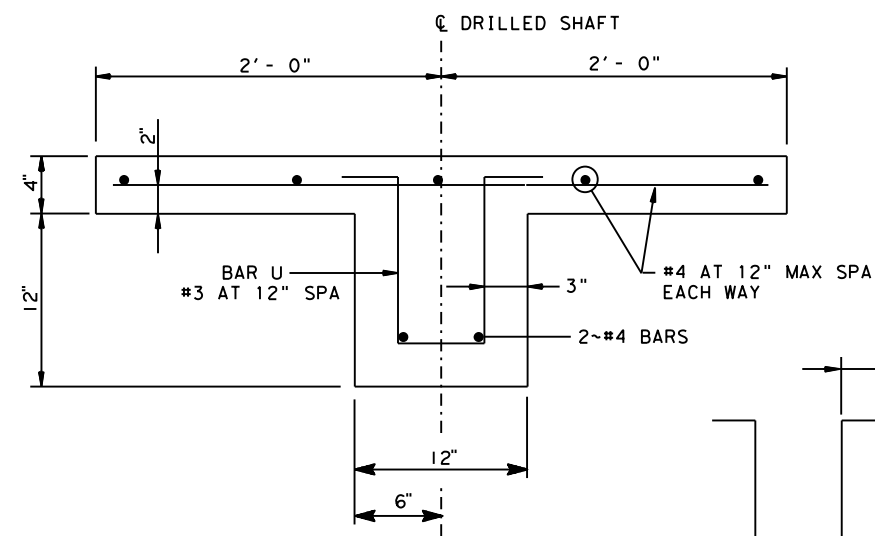 ℄ DRILLED SHAFT
2'- 0"
2'- 0"
2"
4"
12"
BAR U
#3 AT 12" SPA
3"
#4 AT 12" MAX SPA
EACH WAY
2~#4 BARS
12"
6"